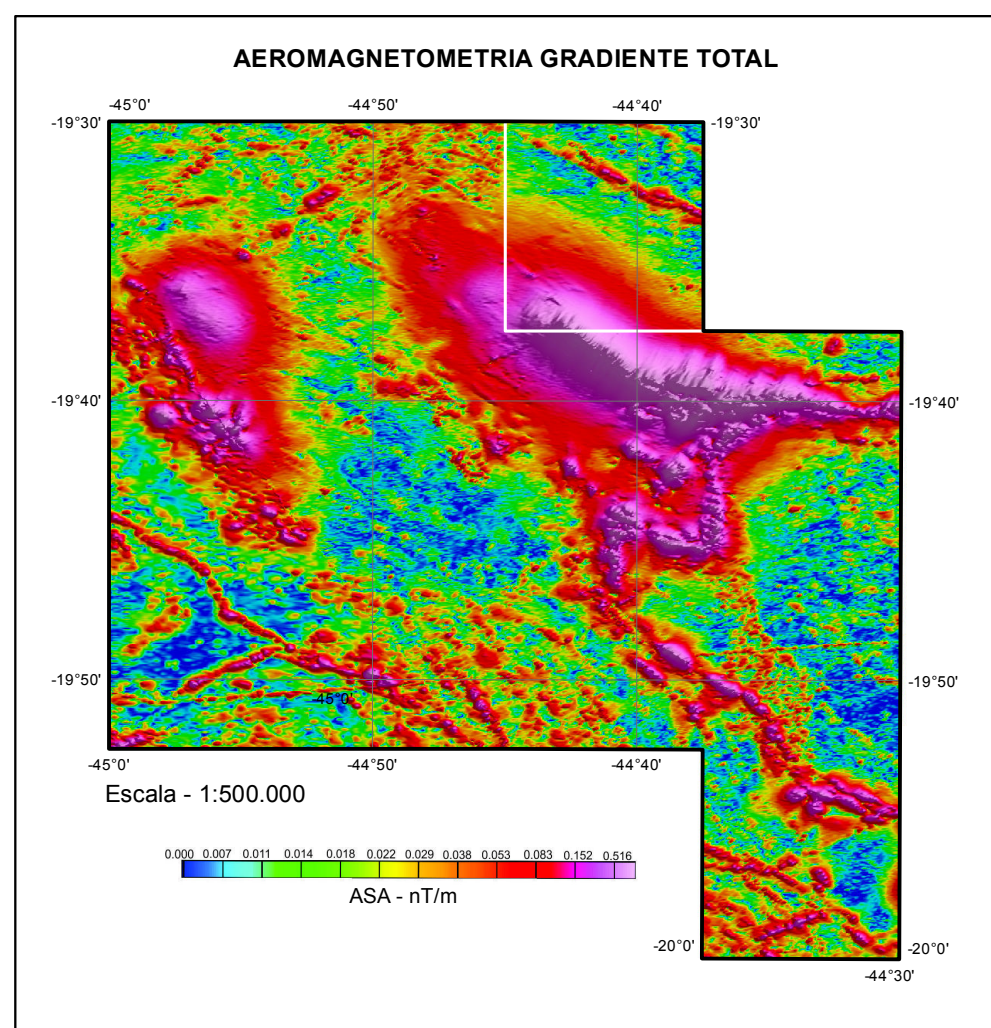 AEROMAGNETOMETRIA GRADIENTE TOTAL
-45°0' -44°50' -44°40'
-19°30' -19°30'
-19°40' -19°40'
-19°50' -19°50'
-45°0'
-45°0' -44°50' -44°40'
Escala - 1:500.000
0.000 0.007 0.011 0.014 0.018 0.022 0.029 0.038 0.053 0.083 0.152 0.516
ASA - nT/m
-20°0' -20°0'
-44°30'